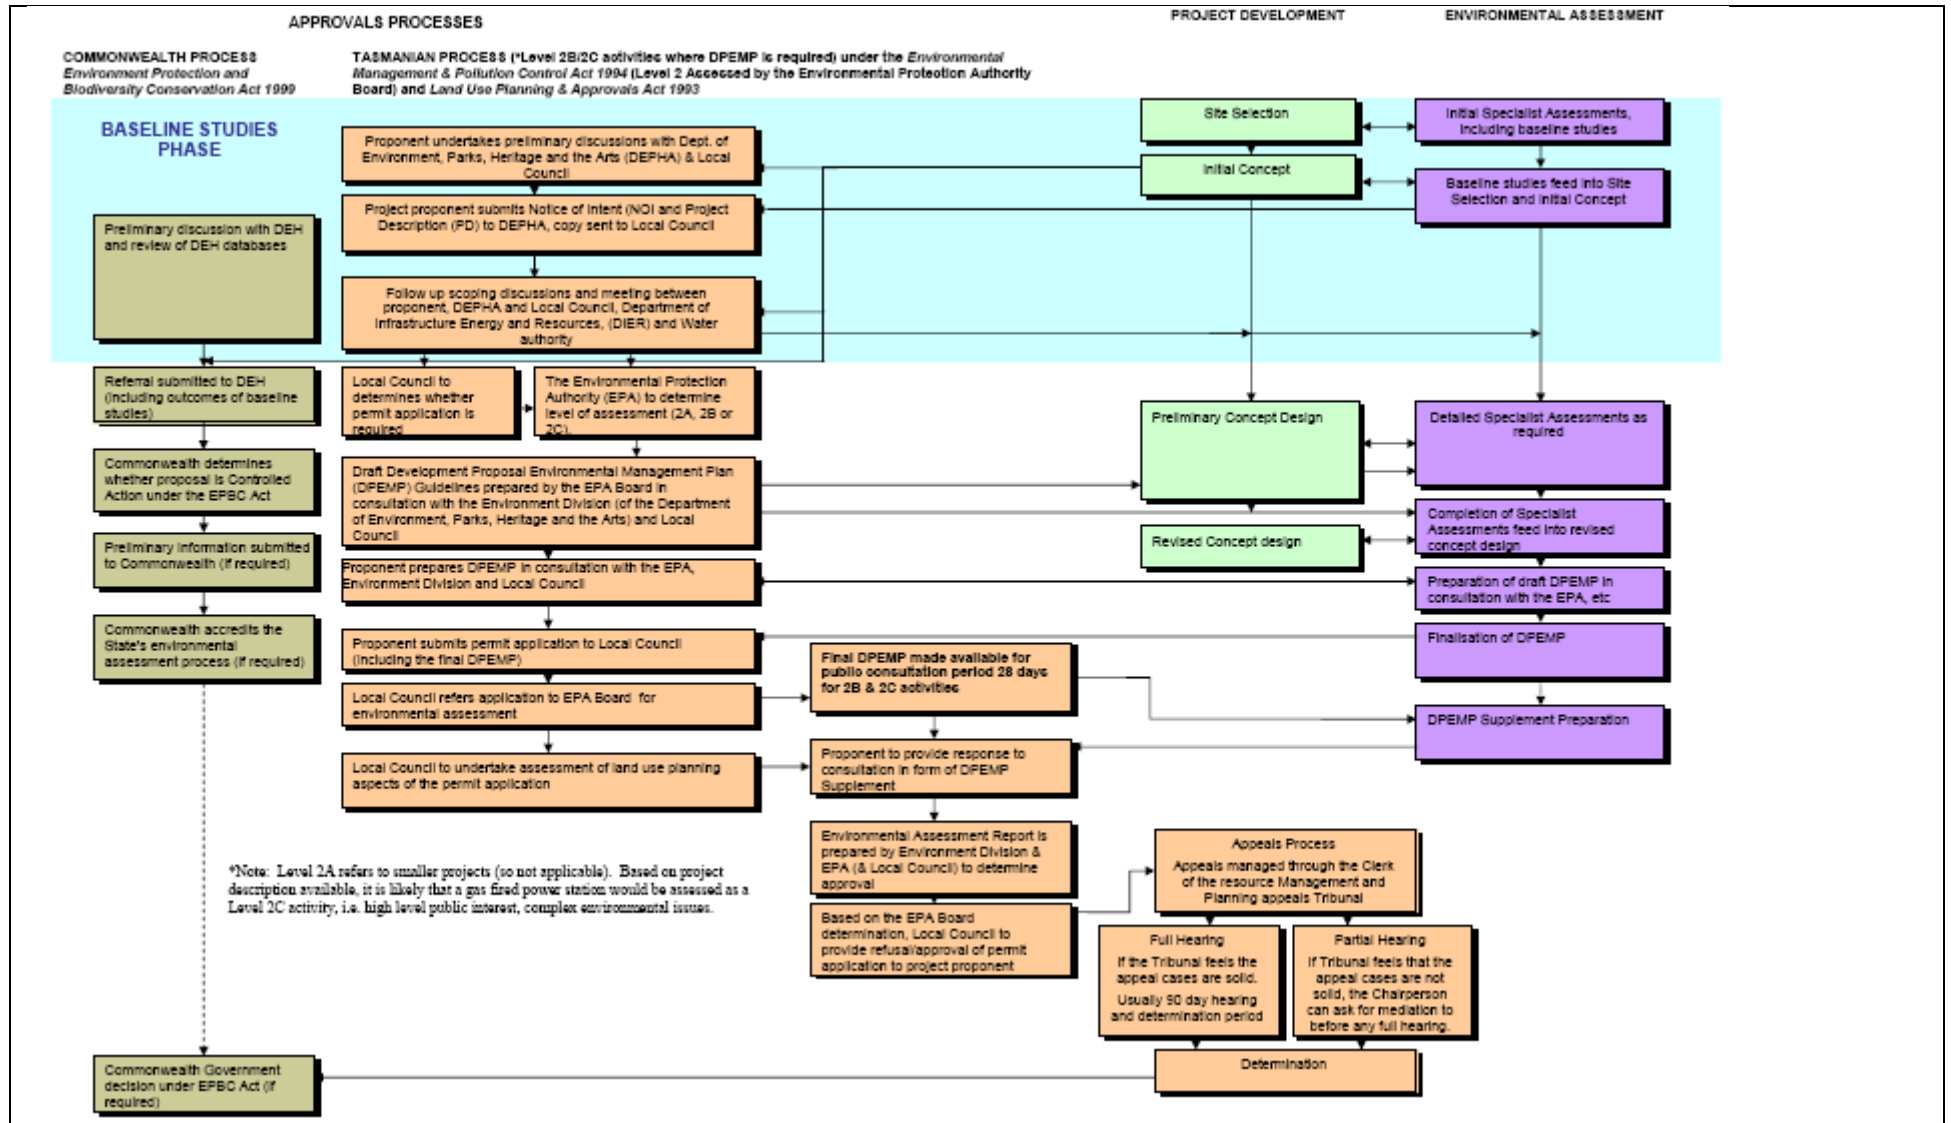 APPROVALS PROCESSES
PROJECT DEVELOPMENT
ENVIRONMENTAL ASSESSMENT
COMMONWEALTH PROCESS
Environment Protection and
Biodiversity Conservation Act 1999
TASMANIAN PROCESS (*Level 2B/2C activities where DPEMP is required) under the Environmental
Management & Pollution Control Act 1994 (Level 2 Assessed by the Environmental Protection Authority
Board) and Land Use Planning & Approvals Act 1993
BASELINE STUDIES
PHASE
Preliminary discussion with DEH
and review of DEH databases
Referral submitted to DEH
(including outcomes of baseline
studies)
Commonwealth determines
whether proposal is Controlled
Action under the EPBC Act
Preliminary information submitted
to Commonwealth (if required)
Commonwealth accredits the
State's environmental
assessment process (if required)
Commonwealth Government
decision under EPBC Act (if
required)
Proponent undertakes preliminary discussions with Dept. of
Environment, Parks, Heritage and the Arts (DEPHA) & Local
Council
Project proponent submits Notice of Intent (NOI and Project
Description (PD) to DEPHA, copy sent to Local Council
Follow up scoping discussions and meeting between
proponent, DEPHA and Local Council, Department of
Infrastructure Energy and Resources, (DIER) and Water
authority
Local Council to
determines whether
permit application is
required
The Environmental Protection
Authority (EPA) to determine
level of assessment (2A, 2B or
2C).
Draft Development Proposal Environmental Management Plan
(DPEMP) Guidelines prepared by the EPA Board in
consultation with the Environment Division (of the Department
of Environment, Parks, Heritage and the Arts) and Local
Council
Proponent prepares DPEMP in consultation with the EPA,
Environment Division and Local Council
Proponent submits permit application to Local Council
(including the final DPEMP)
Local Council refers application to EPA Board for
environmental assessment
Local Council to undertake assessment of land use planning
aspects of the permit application
*Note: Level 2A refers to smaller projects (so not applicable). Based on project
description available, it is likely that a gas fired power station would be assessed as a
Level 2C activity, i.e. high level public interest, complex environmental issues.
Final DPEMP made available for
public consultation period 28 days
for 2B & 2C activities
Proponent to provide response to
consultation in form of DPEMP
Supplement
Environmental Assessment Report is
prepared by Environment Division &
EPA (& Local Council) to determine
approval
Based on the EPA Board
determination, Local Council to
provide refusal/approval of permit
application to project proponent
Appeals Process
Appeals managed through the Clerk
of the resource Management and
Planning appeals Tribunal
Full Hearing
If the Tribunal feels the
appeal cases are solid.
Usually 90 day hearing
and determination period
Partial Hearing
If Tribunal feels that the
appeal cases are not
solid, the Chairperson
can ask for mediation to
before any full hearing.
Determination
Site Selection
Initial Concept
Preliminary Concept Design
Revised Concept design
Initial Specialist Assessments,
including baseline studies
Baseline studies feed into Site
Selection and Initial Concept
Detailed Specialist Assessments as
required
Completion of Specialist
Assessments feed into revised
concept design
Preparation of draft DPEMP in
consultation with the EPA, etc
Finalisation of DPEMP
DPEMP Supplement Preparation